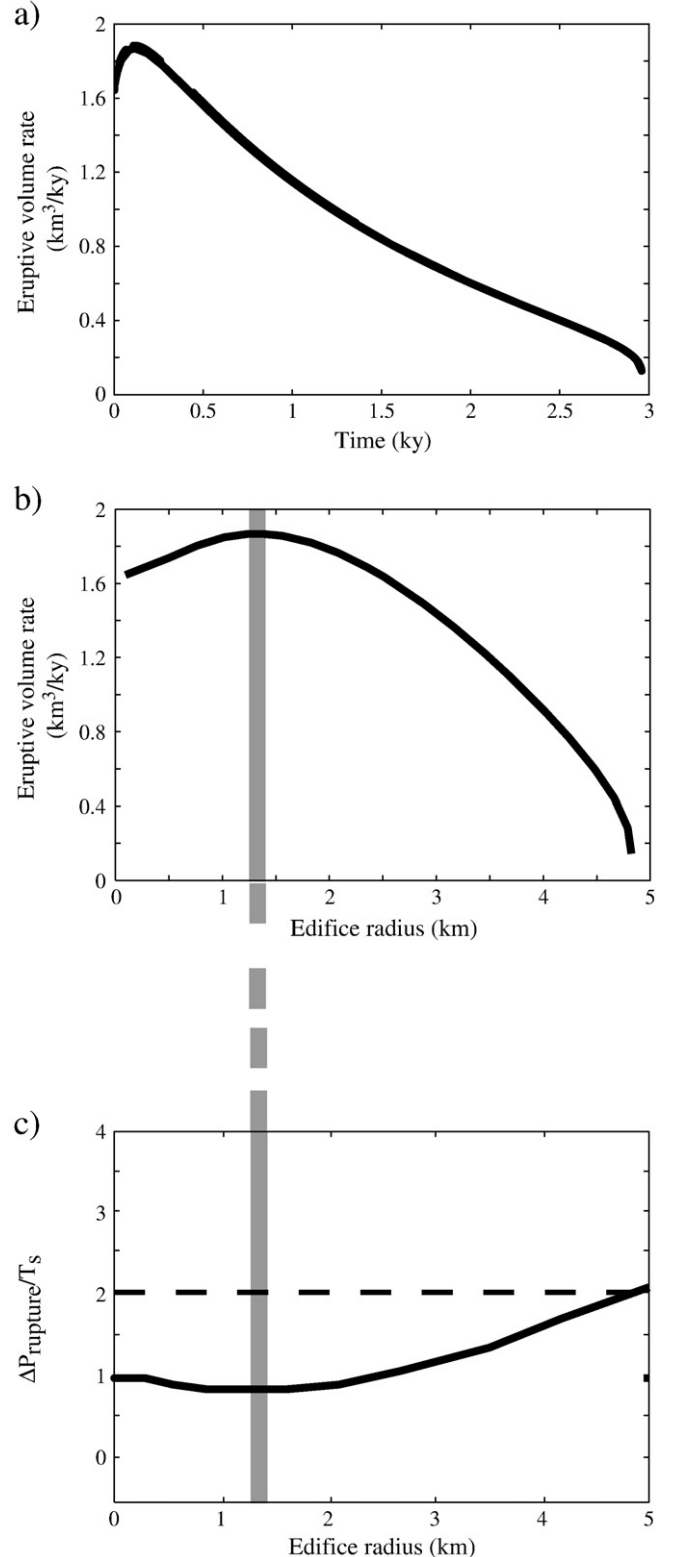 a)
2
1.6
1.2
0.8
0.4
0
Eruptive volume rate
(km³/ky)
0 0.5 1 1.5 2 2.5 3
Time (ky)
b)
2
1.6
1.2
0.8
0.4
0
Eruptive volume rate
(km³/ky)
0 1 2 3 4 5
Edifice radius (km)
c)
4
3
2
1
0
ΔPrupture/Ts
0 1 2 3 4 5
Edifice radius (km)